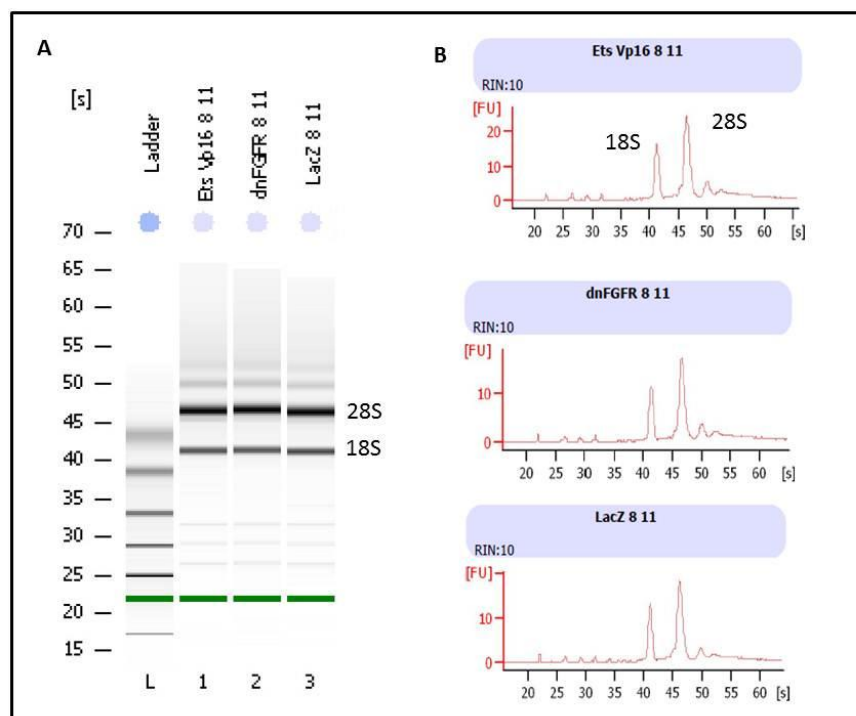 A
[s]
Ladder
Ets Vp16 8 11
dnFGFR 8 11
LacZ 8 11
70
65
60
55
50
45
40
35
30
25
20
15
28S
18S
L 1 2 3
B
Ets Vp16 8 11
RIN:10
[FU]
18S
28S
20
10
0
20 25 30 35 40 45 50 55 60 [s]
dnFGFR 8 11
RIN:10
[FU]
10
0
20 25 30 35 40 45 50 55 60 [s]
LacZ 8 11
RIN:10
[FU]
10
0
20 25 30 35 40 45 50 55 60 [s]